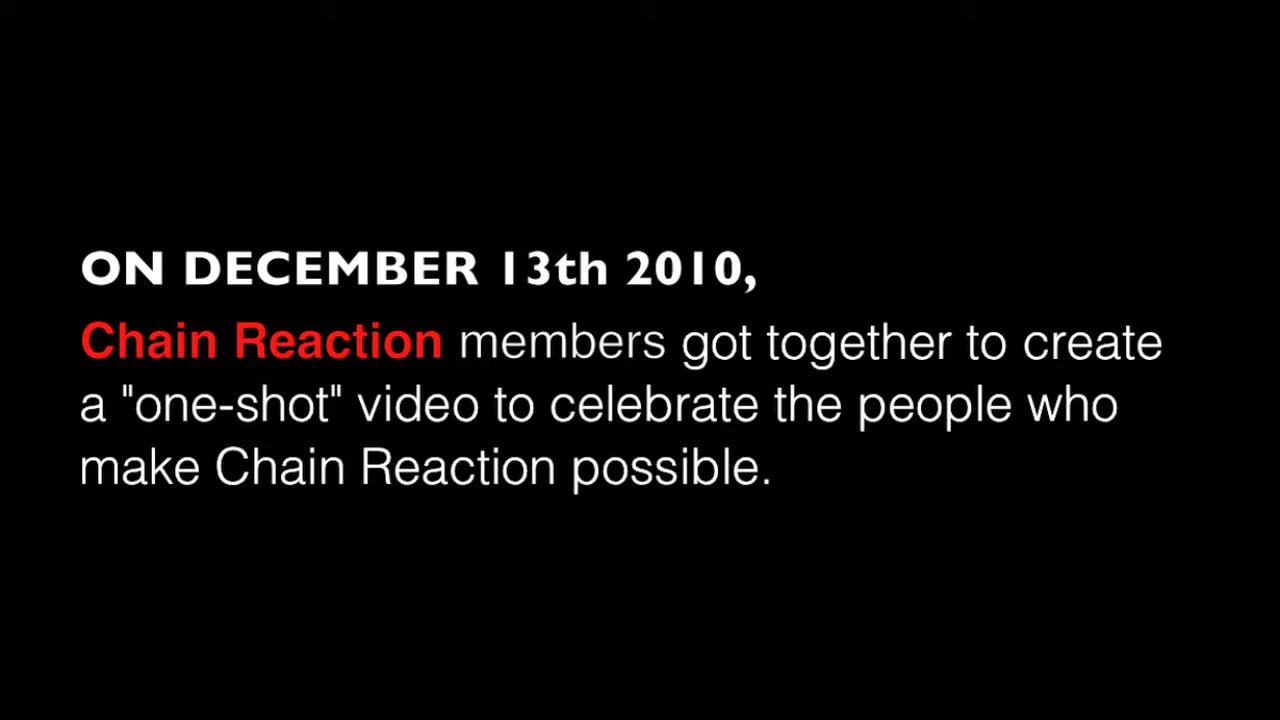 ON DECEMBER 13th 2010,
Chain Reaction members got together to create
a "one-shot" video to celebrate the people who
make Chain Reaction possible.